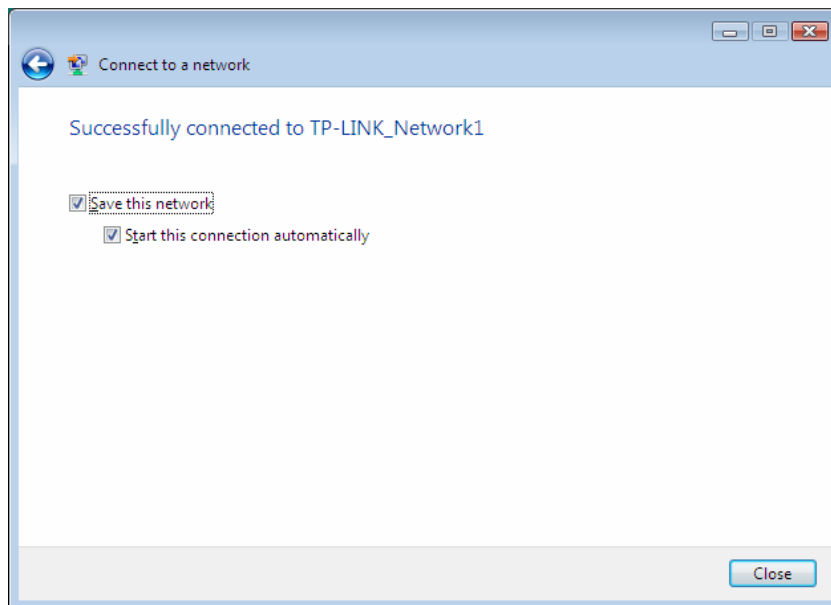 Connect to a network
Successfully connected to TP-LINK_Network1
Save this network
Start this connection automatically
Close